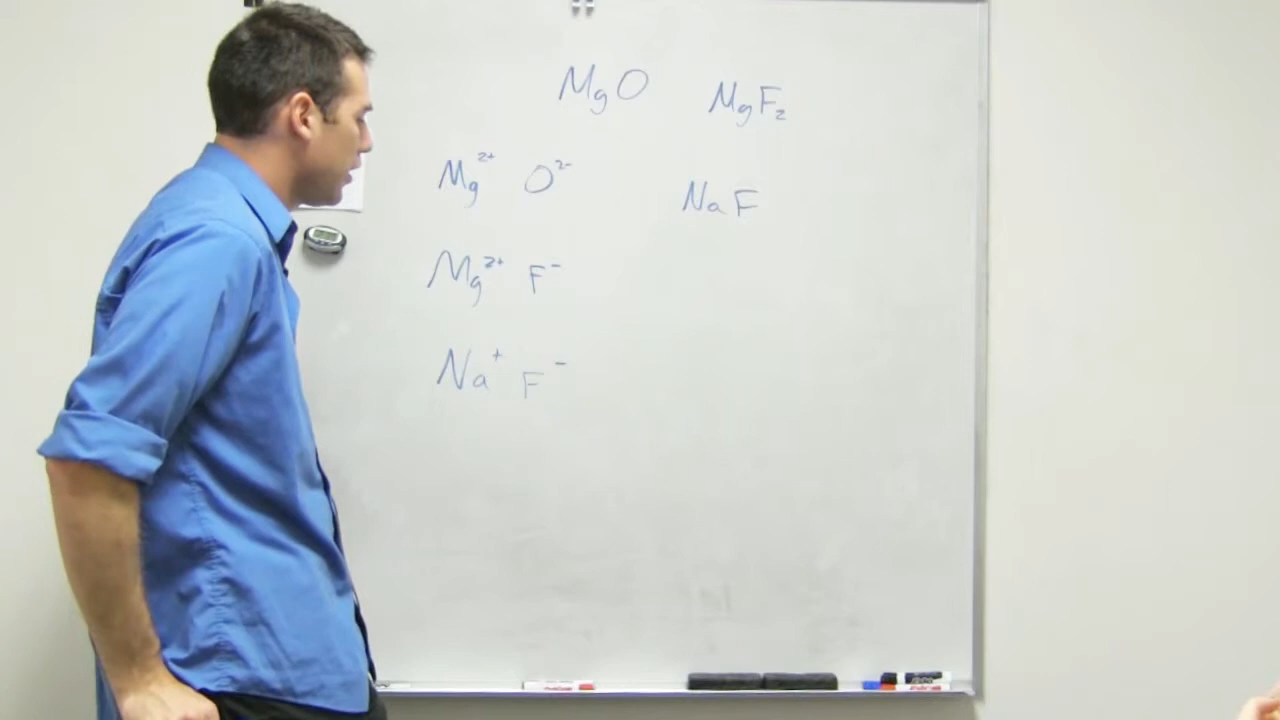 MgO MgF₂
Mg²⁺ O²⁻
NaF
Mg²⁺ F⁻
Na⁺ F⁻